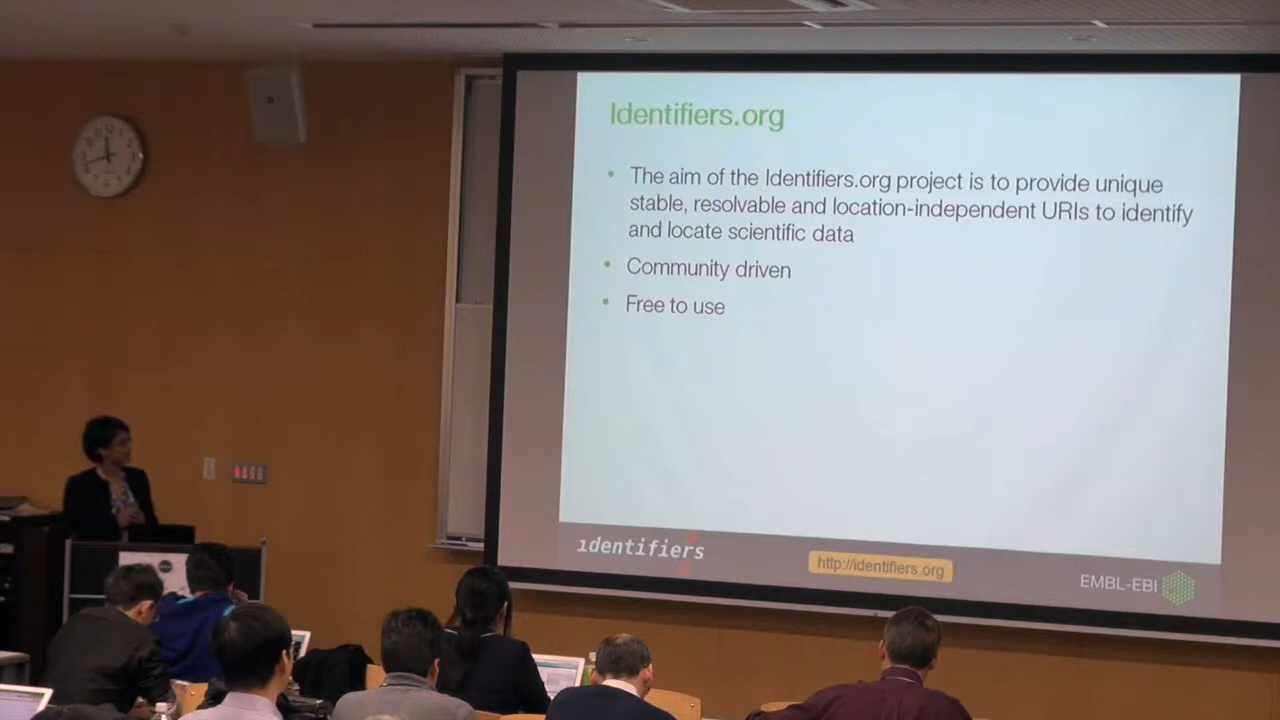 Identifiers.org
• The aim of the Identifiers.org project is to provide unique
stable, resolvable and location-independent URIs to identify
and locate scientific data
• Community driven
• Free to use
identifiers
http://identifiers.org
EMBL-EBI